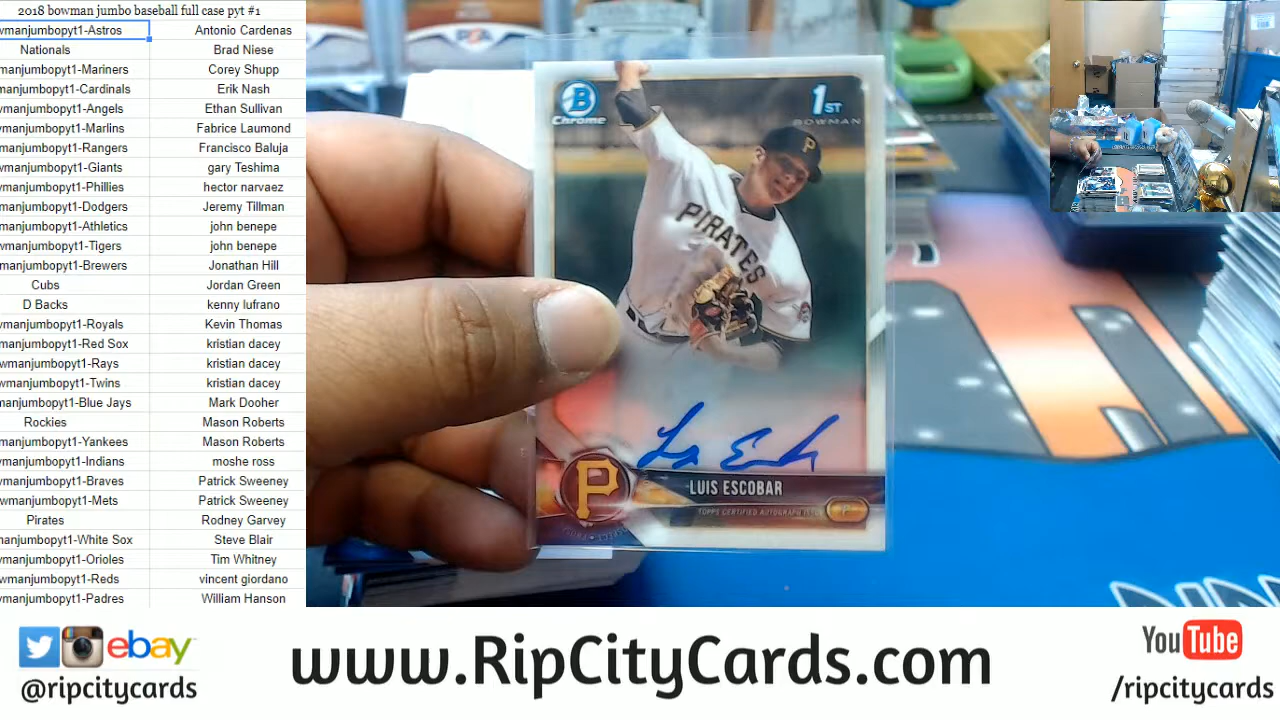 2018 bowman jumbo baseball full case pyt #1
wmanjumbopyt1-Astros Antonio Cardenas
Nationals Brad Niese
manjumbopyt1-Mariners Corey Shupp
manjumbopyt1-Cardinals Erik Nash
wmanjumbopyt1-Angels Ethan Sullivan
wmanjumbopyt1-Marlins Fabrice Laumond
manjumbopyt1-Rangers Francisco Baluja
wmanjumbopyt1-Giants gary Teshima
manjumbopyt1-Phillies hector narvaez
manjumbopyt1-Dodgers Jeremy Tillman
manjumbopyt1-Athletics john benepe
wmanjumbopyt1-Tigers john benepe
manjumbopyt1-Brewers Jonathan Hill
Cubs Jordan Green
D Backs kenny lufrano
wmanjumbopyt1-Royals Kevin Thomas
manjumbopyt1-Red Sox kristian dacey
wmanjumbopyt1-Rays kristian dacey
wmanjumbopyt1-Twins kristian dacey
manjumbopyt1-Blue Jays Mark Dooher
Rockies Mason Roberts
manjumbopyt1-Yankees Mason Roberts
manjumbopyt1-Indians moshe ross
manjumbopyt1-Braves Patrick Sweeney
wmanjumbopyt1-Mets Patrick Sweeney
Pirates Rodney Garvey
manjumbopyt1-White Sox Steve Blair
manjumbopyt1-Orioles Tim Whitney
wmanjumbopyt1-Reds vincent giordano
manjumbopyt1-Padres William Hanson
B
Chrome
1ST
BOWMAN
P
PIRATES
P
LUIS ESCOBAR
TOPPS CERTIFIED AUTOGRAPH ISSUE
P
ebay
@ripcitycards
www.RipCityCards.com
YouTube
/ripcitycards